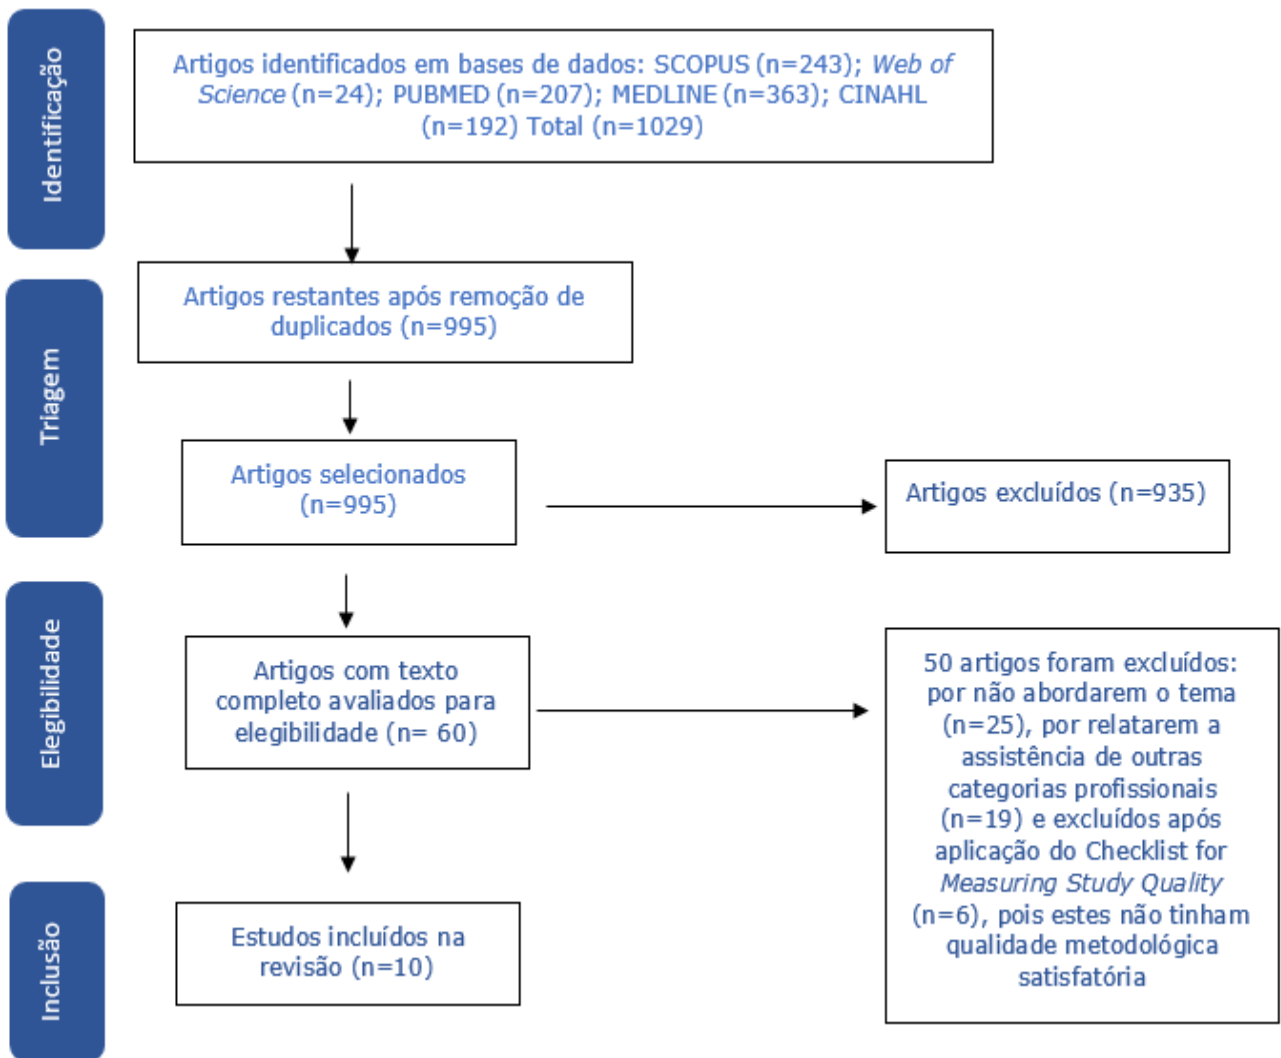 Identificação
Artigos identificados em bases de dados: SCOPUS (n=243); Web of
Science (n=24); PUBMED (n=207); MEDLINE (n=363); CINAHL
(n=192) Total (n=1029)
Triagem
Artigos restantes após remoção de
duplicados (n=995)
Artigos selecionados
(n=995)
Artigos excluídos (n=935)
Elegibilidade
Artigos com texto
completo avaliados para
elegibilidade (n= 60)
50 artigos foram excluídos:
por não abordarem o tema
(n=25), por relatarem a
assistência de outras
categorias profissionais
(n=19) e excluídos após
aplicação do Checklist for
Measuring Study Quality
(n=6), pois estes não tinham
qualidade metodológica
satisfatória
Inclusão
Estudos incluídos na
revisão (n=10)